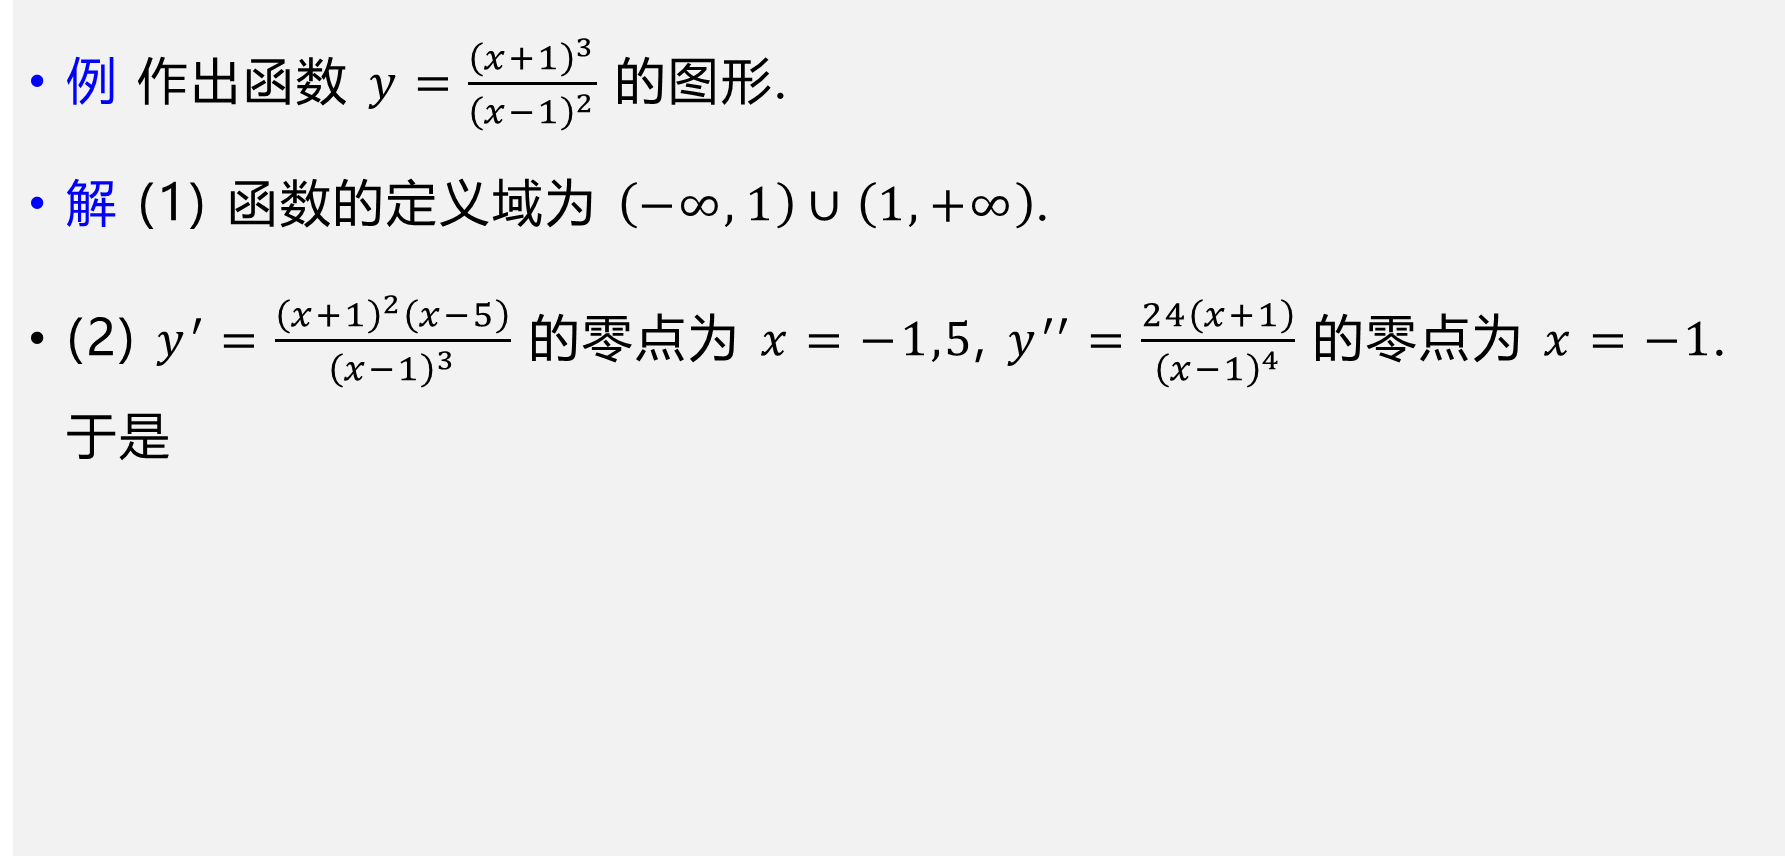 • 例 作出函数 y = (x+1)³/(x−1)² 的图形.
• 解 (1) 函数的定义域为 (−∞, 1) ∪ (1, +∞).
• (2) y′ = (x+1)²(x−5)/(x−1)³ 的零点为 x = −1,5, y′′ = 24(x+1)/(x−1)⁴ 的零点为 x = −1.
于是